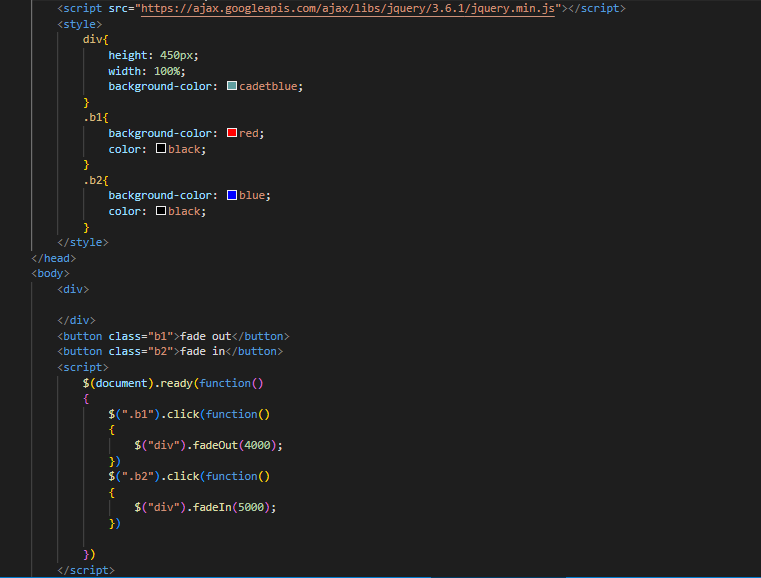 <script src="https://ajax.googleapis.com/ajax/libs/jquery/3.6.1/jquery.min.js"></script>
<style>
div{
height: 450px;
width: 100%;
background-color: cadetblue;
}
.b1{
background-color: red;
color: black;
}
.b2{
background-color: blue;
color: black;
}
</style>
</head>
<body>
<div>
</div>
<button class="b1">fade out</button>
<button class="b2">fade in</button>
<script>
$(document).ready(function()
{
$(".b1").click(function()
{
$("div").fadeOut(4000);
})
$(".b2").click(function()
{
$("div").fadeIn(5000);
})
})
</script>